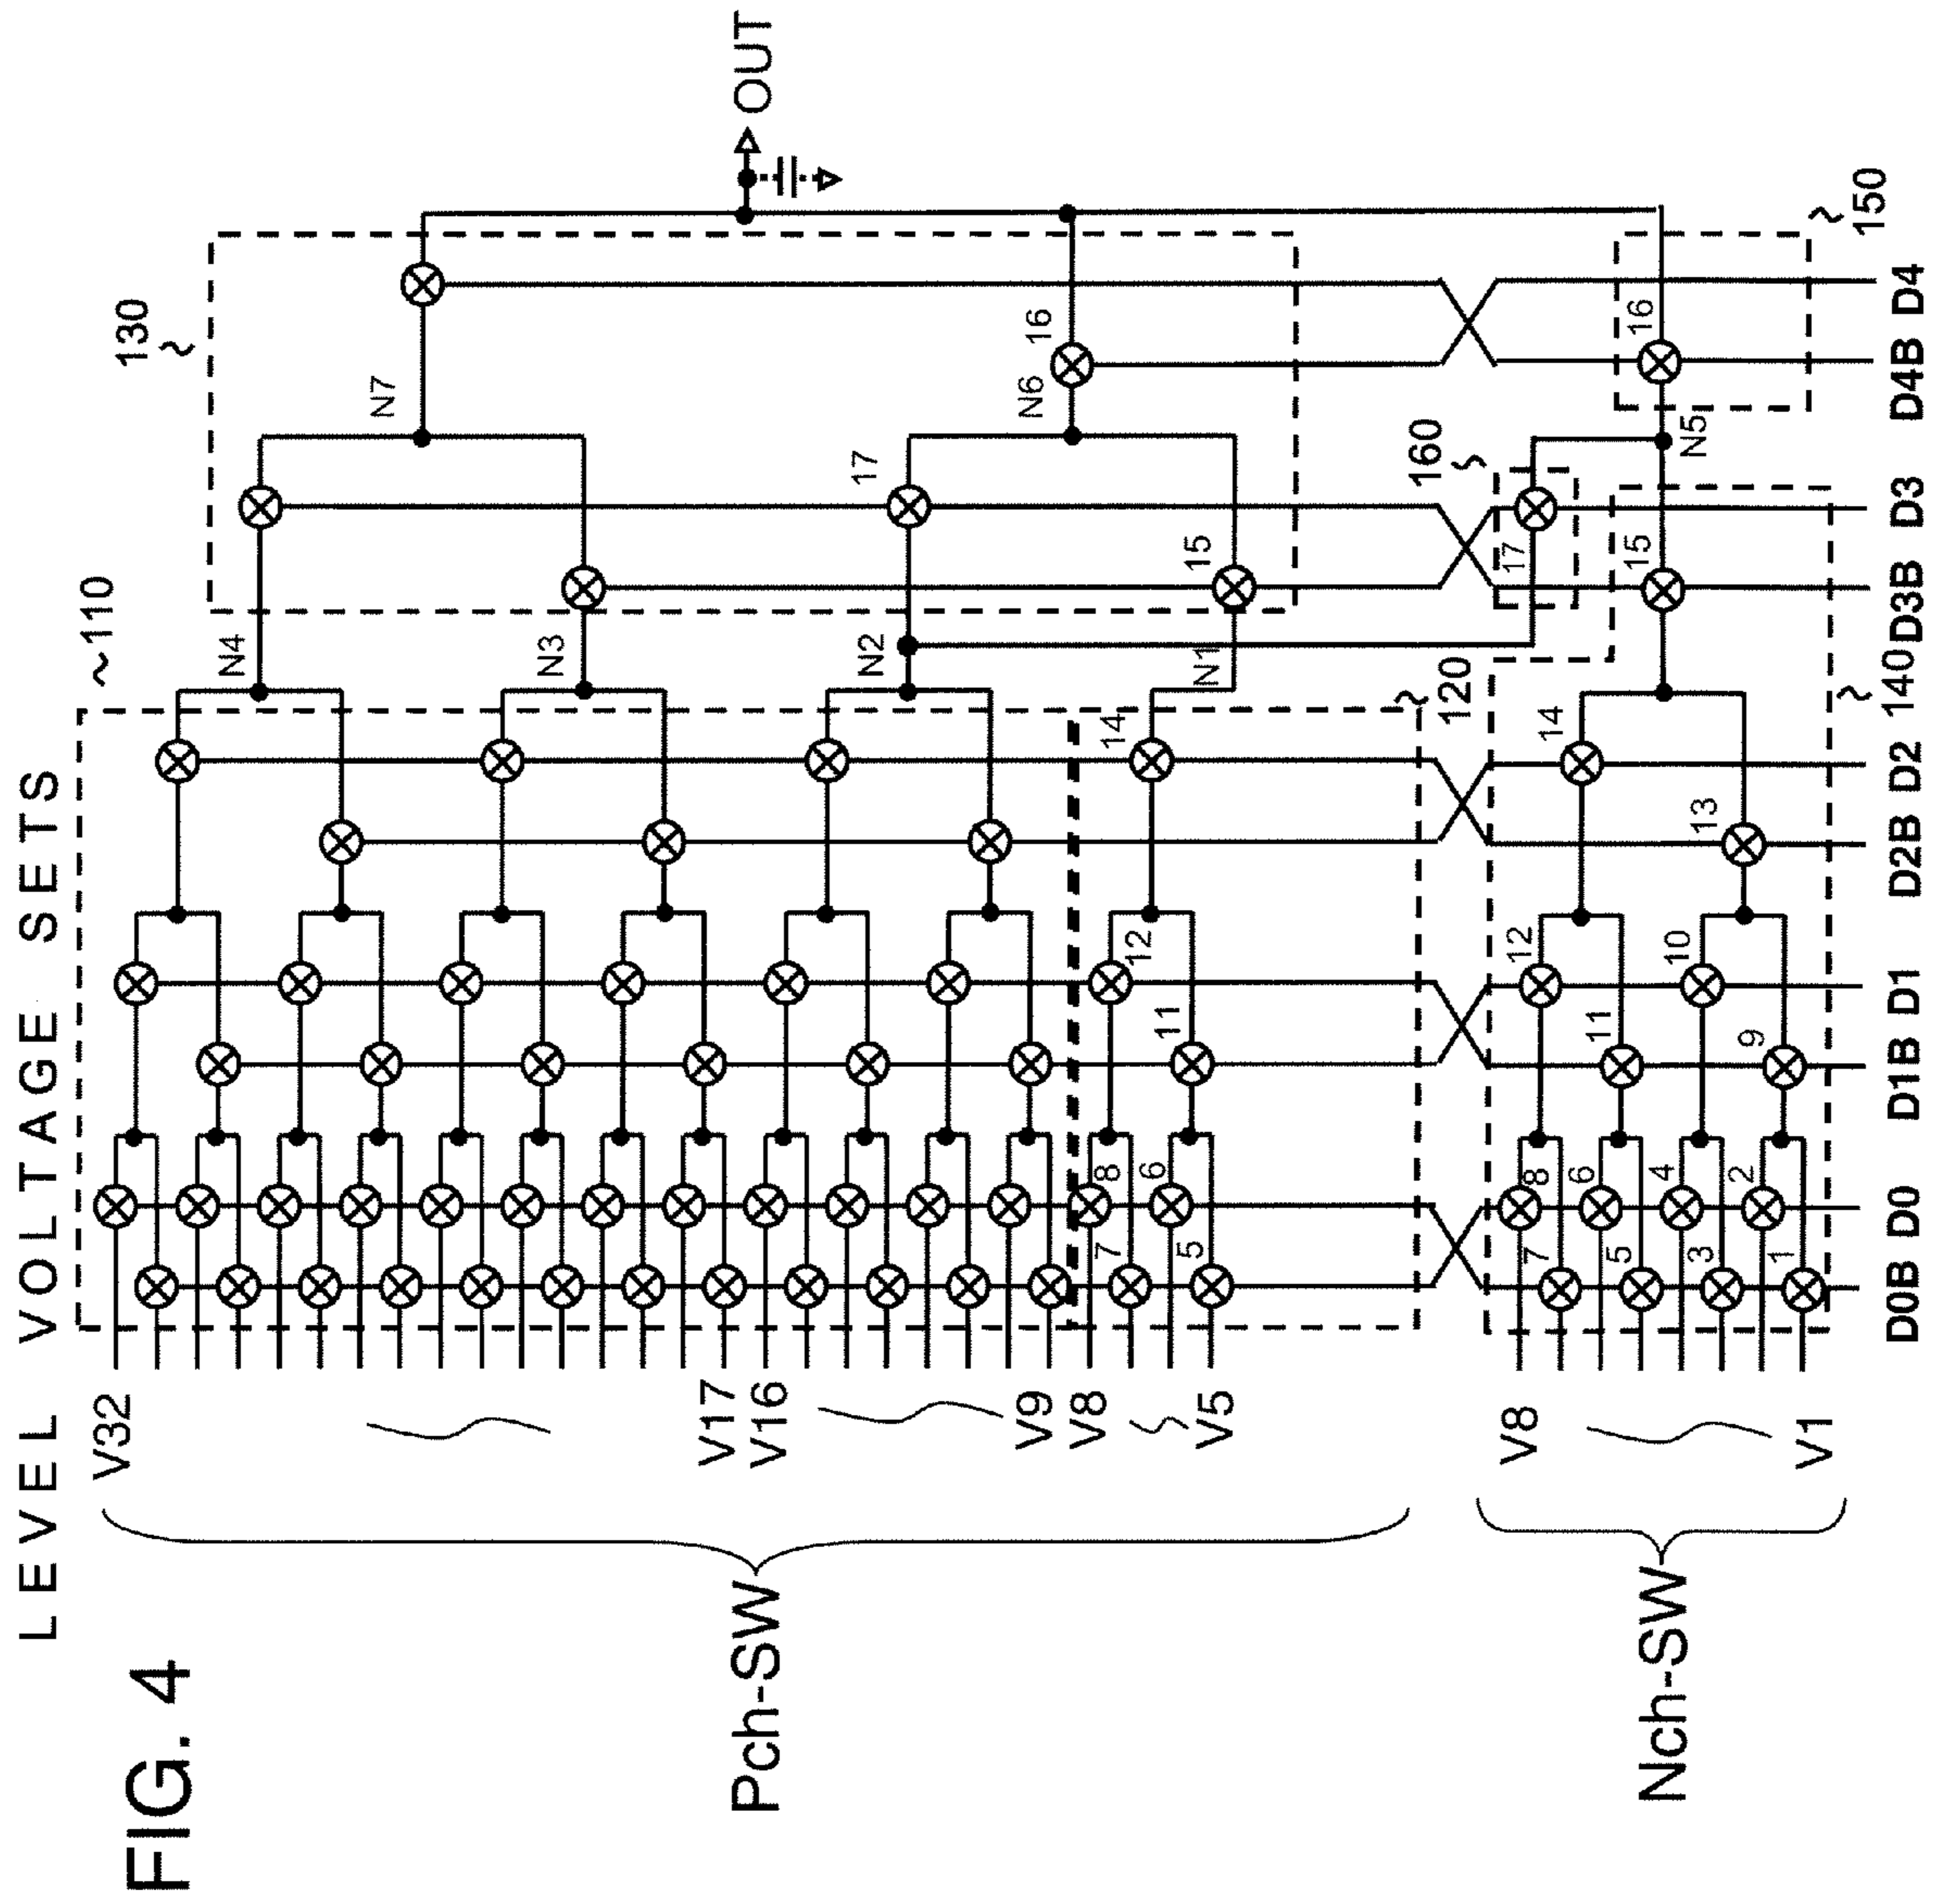 FIG. 4
LEVEL VOLTAGE SETS
110
130
V32
V17
V16
V9
V8
V5
V8
V1
Pch-SW
Nch-SW
N4
N3
N2
N1
N7
N6
N5
OUT
17
16
15
14
12
11
8
7
6
5
120
160
140
150
17
16
15
14
13
12
11
10
9
8
7
6
5
4
3
2
1
D0B
D0
D1B
D1
D2B
D2
D3B
D3
D4B
D4